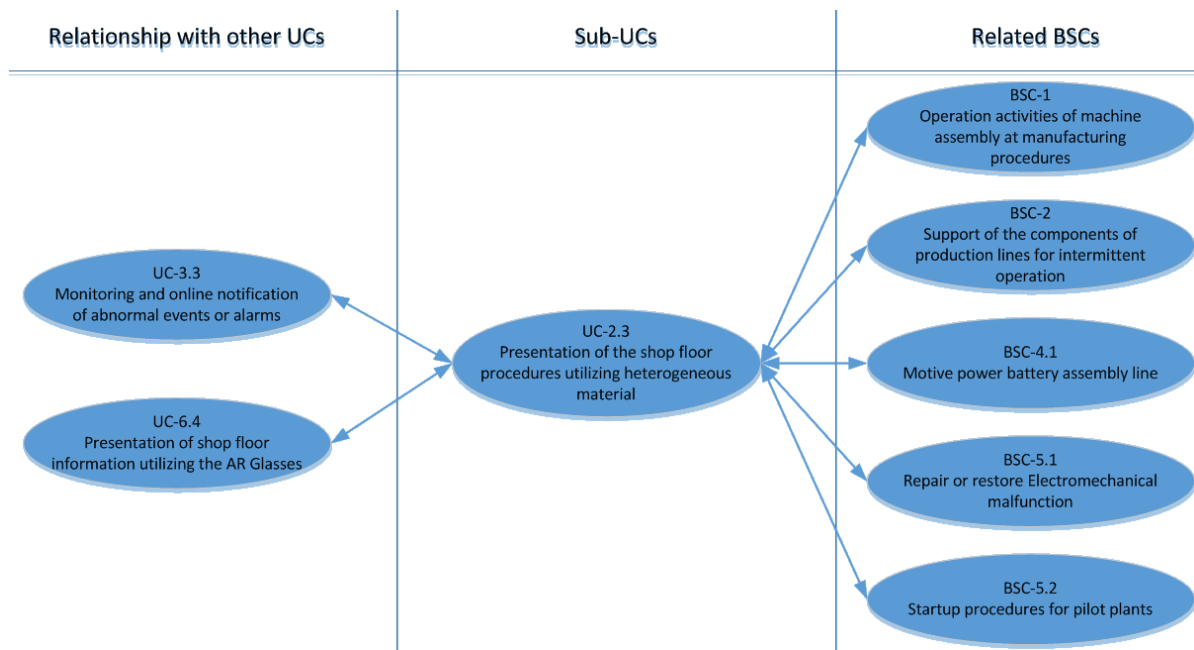 Relationship with other UCs
Sub-UCs
Related BSCs
UC-3.3
Monitoring and online notification
of abnormal events or alarms
UC-6.4
Presentation of shop floor
information utilizing the AR Glasses
UC-2.3
Presentation of the shop floor
procedures utilizing heterogeneous
material
BSC-1
Operation activities of machine
assembly at manufacturing
procedures
BSC-2
Support of the components of
production lines for intermittent
operation
BSC-4.1
Motive power battery assembly line
BSC-5.1
Repair or restore Electromechanical
malfunction
BSC-5.2
Startup procedures for pilot plants